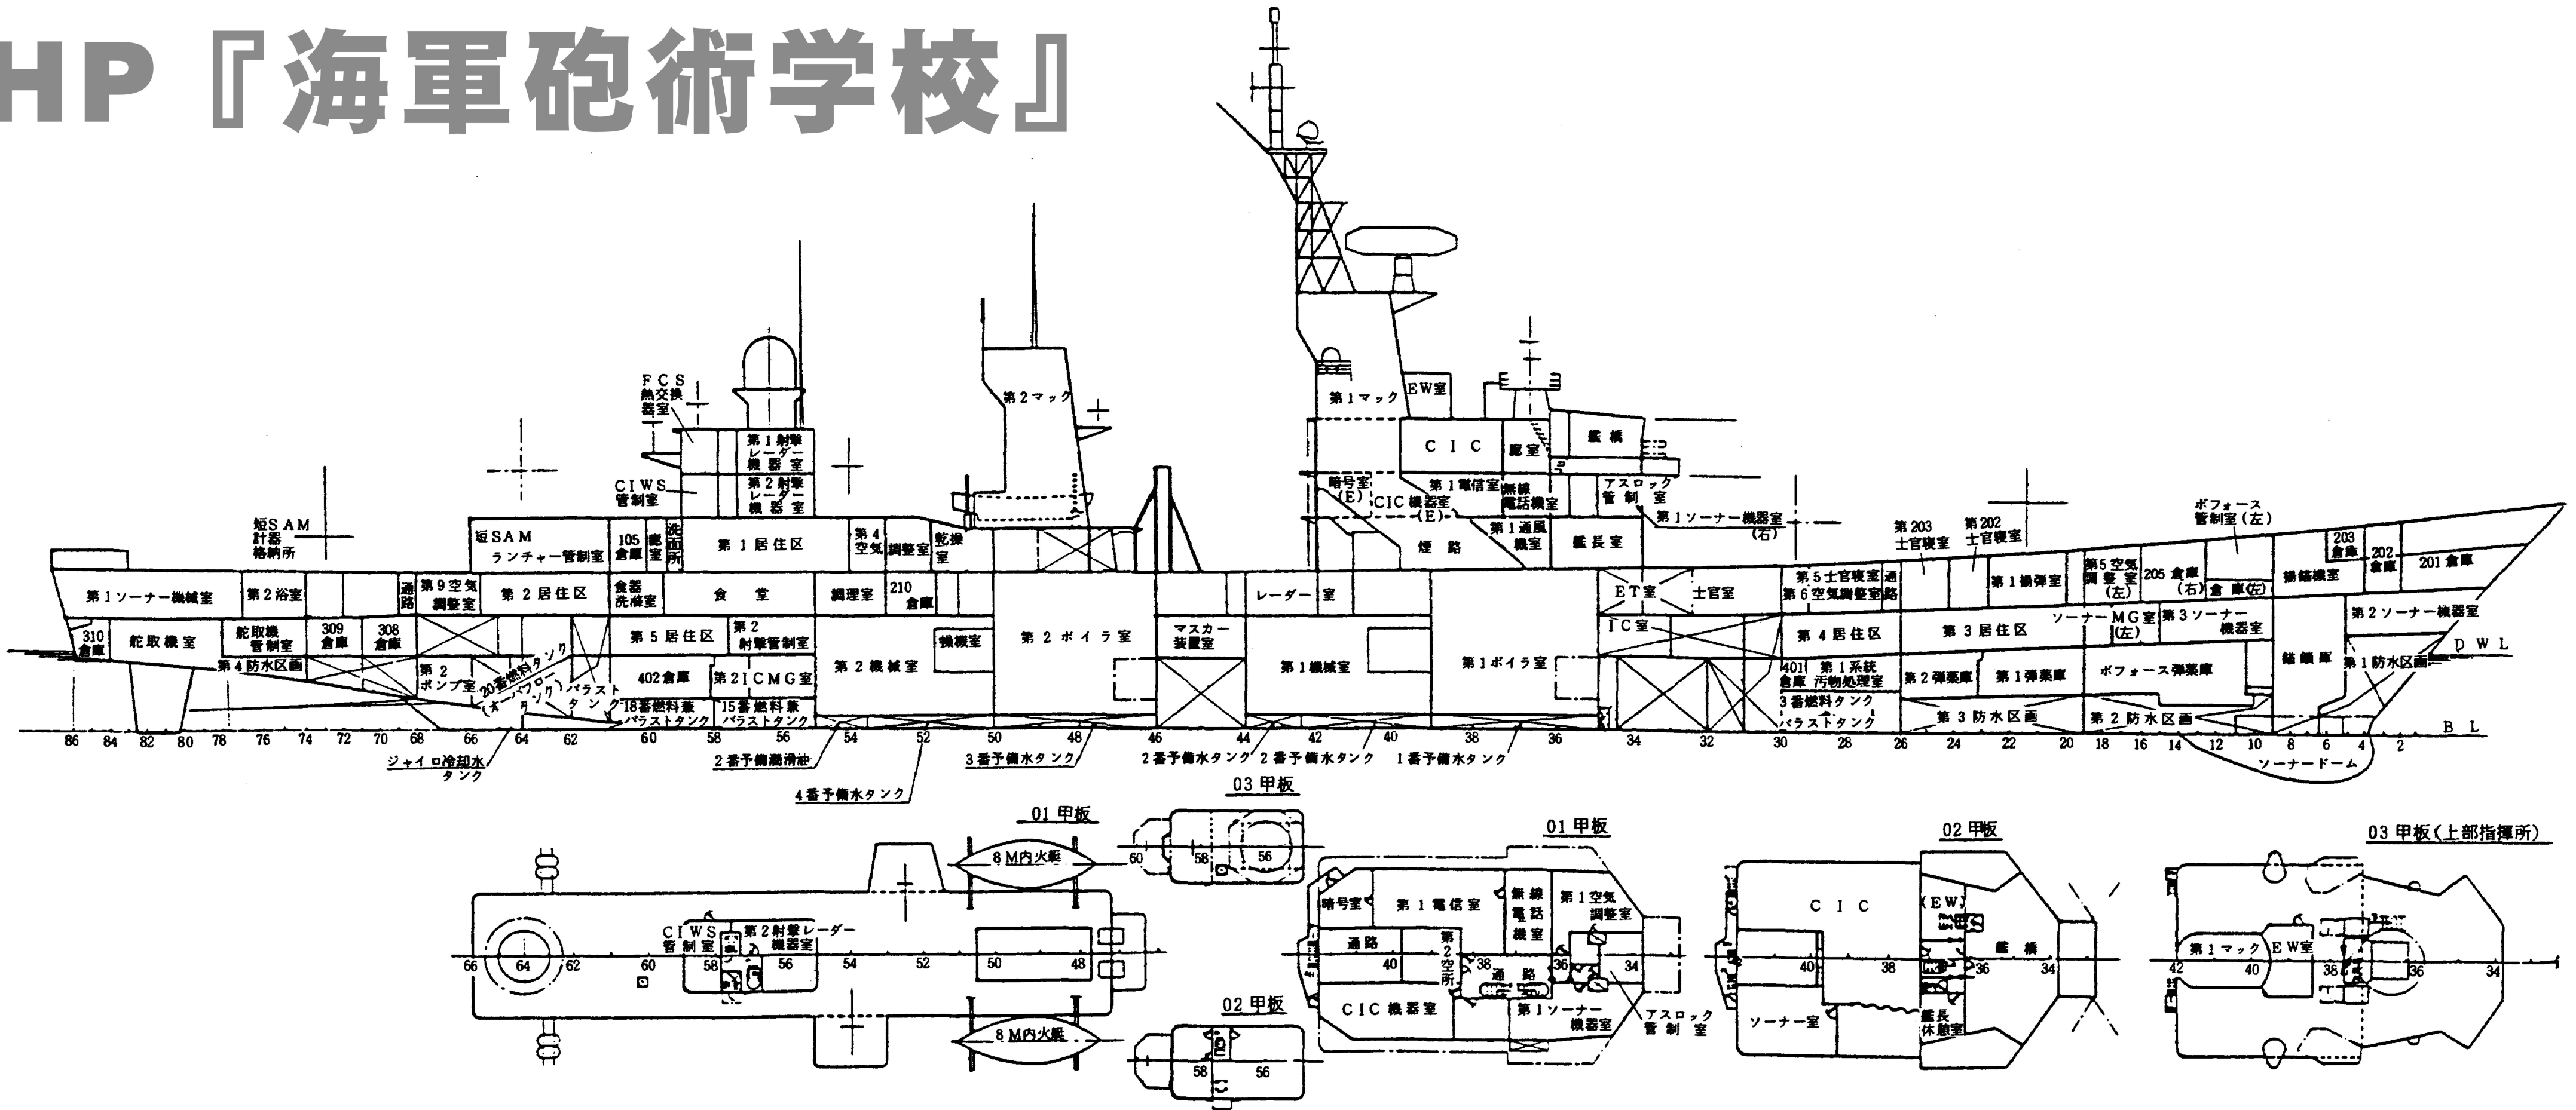 HP『海軍砲術学校』
FCS
熱交換
器室
第1射撃
レーダー
機器室
CIWS
管制室
第2射撃
レーダー
機器室
第2マック
第1マック
EW室
CIC
艦橋
暗号室
(E)
CIC機器室
(E)
第1電信室
無線
電話機室
アスロック
管制室
第1ソーナー機器室
(右)
第1通風
機室
煙路
艦長室
短SAM
計器
格納所
短SAM
ランチャー管制室
105
倉庫
洗面所
第1居住区
第4
空気
調整室
乾燥
室
第203
士官寝室
第202
士官寝室
ボフォース
管制室(左)
203
倉庫
202
倉庫
201倉庫
第1ソーナー機械室
第2浴室
通路
第9空気
調整室
第2居住区
食器
洗滌室
食堂
調理室
210
倉庫
レーダー室
ET室
士官室
第5士官寝室
第6空気調整室
通路
第1揚弾室
第5空気
調整室
(左)
205倉庫
(右)
倉庫(左)
揚錨機室
310
倉庫
舵取機室
舵取機
管制室
309
倉庫
308
倉庫
第5居住区
第2
射撃管制室
操機室
第2ボイラ室
マスカー
装置室
IC室
第4居住区
第3居住区
ソーナーMG室
(左)
第3ソーナー
機器室
第2ソーナー機器室
第4防水区画
第2
ポンプ室
20番燃料タンク
(オーバフロー
タンク)
バラスト
タンク
402倉庫
第2ICMG室
第2機械室
第1機械室
第1ボイラ室
401
倉庫
第1系統
汚物処理室
第2弾薬庫
第1弾薬庫
ボフォース弾薬庫
錨鎖庫
第1防水区画
DWL
18番燃料兼
バラストタンク
15番燃料兼
バラストタンク
3番燃料タンク
バラストタンク
第3防水区画
第2防水区画
BL
86 84 82 80 78 76 74 72 70 68 66 64 62 60 58 56 54 52 50 48 46 44 42 40 38 36 34 32 30 28 26 24 22 20 18 16 14 12 10 8 6 4 2
ジャイロ冷却水
タンク
2番予備潤滑油
4番予備水タンク
3番予備水タンク
2番予備水タンク
2番予備水タンク
1番予備水タンク
ソーナードーム
01甲板
8M内火艇
CIWS
管制室
第2射撃レーダー
機器室
66 64 62 60 58 56 54 52 50 48
8M内火艇
03甲板
60 58 56
02甲板
58 56
01甲板
暗号室
第1電信室
無線
電話
機室
第1空気
調整室
通路
第2空所
40 38 36 34
通路
CIC機器室
第1ソーナー
機器室
アスロック
管制室
02甲板
CIC
(EW)
艦橋
40 38 36 34
ソーナー室
艦長
休憩室
03甲板(上部指揮所)
第1マック
EW室
42 40 38 36 34